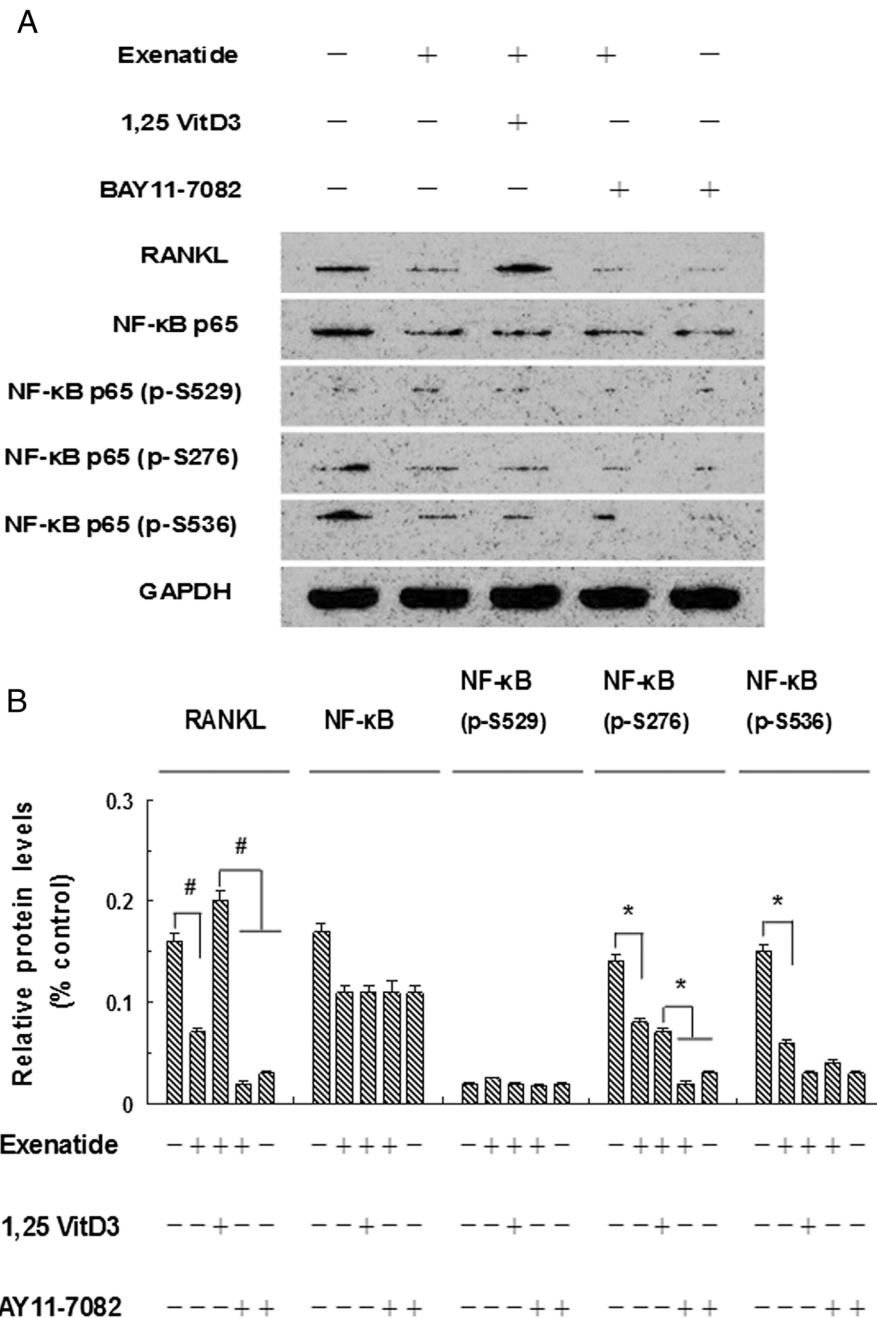 A
Exenatide − + + + −
1,25 VitD3 − − + − −
BAY11-7082 − − − + +
RANKL
NF-κB p65
NF-κB p65 (p-S529)
NF-κB p65 (p-S276)
NF-κB p65 (p-S536)
GAPDH
B
RANKL NF-κB NF-κB (p-S529) NF-κB (p-S276) NF-κB (p-S536)
Relative protein levels
(% control)
0.3
0.2
0.1
0
# #
* *
*
Exenatide − + + + − − + + + − − + + + − − + + + − − + + + −
1,25 VitD3 − − + − − − − + − − − − + − − − − + − − − − + − −
AY11-7082 − − − + + − − − + + − − − + + − − − + + − − − + +